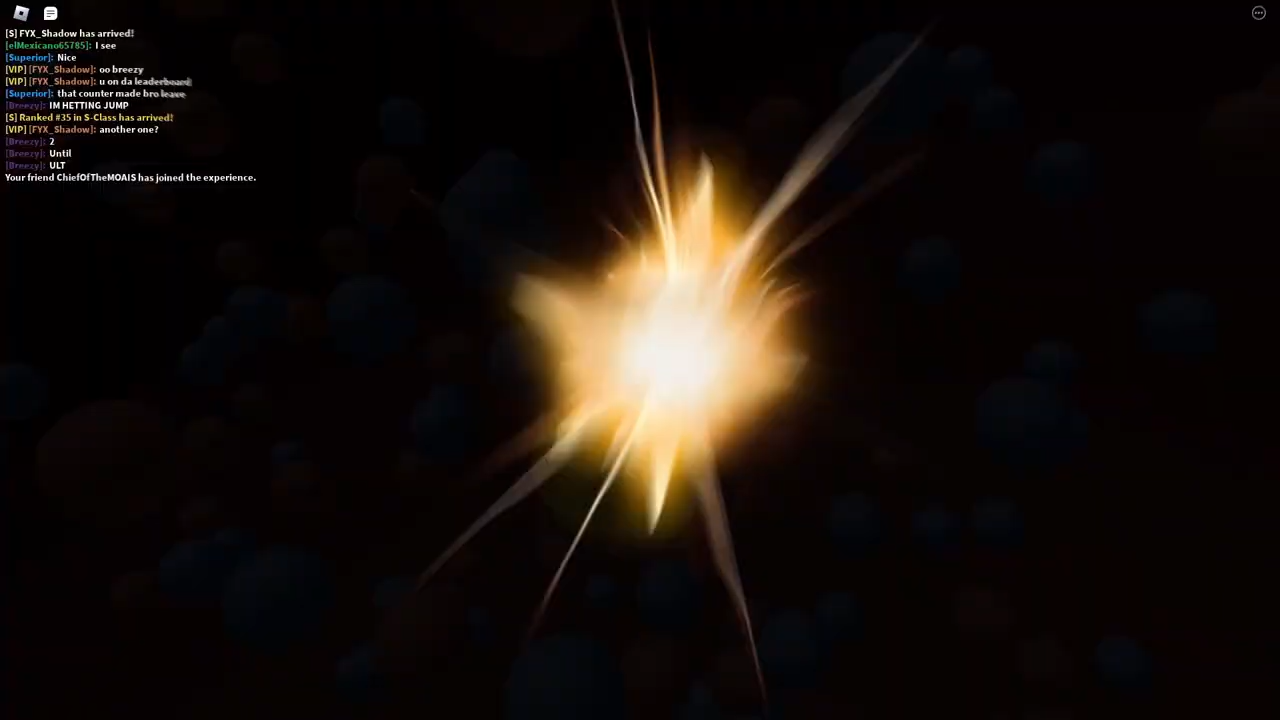 [S] FYX_Shadow has arrived!
[elMexicano65785]: I see
[Superior]: Nice
[VIP] [FYX_Shadow]: oo breezy
[VIP] [FYX_Shadow]: u on da leaderboard
[Superior]: that counter made bro leave
[Breezy]: IM HETTING JUMP
[S] Ranked #35 in S-Class has arrived!
[VIP] [FYX_Shadow]: another one?
[Breezy]: 2
[Breezy]: Until
[Breezy]: ULT
Your friend ChiefOfTheMOAIS has joined the experience.